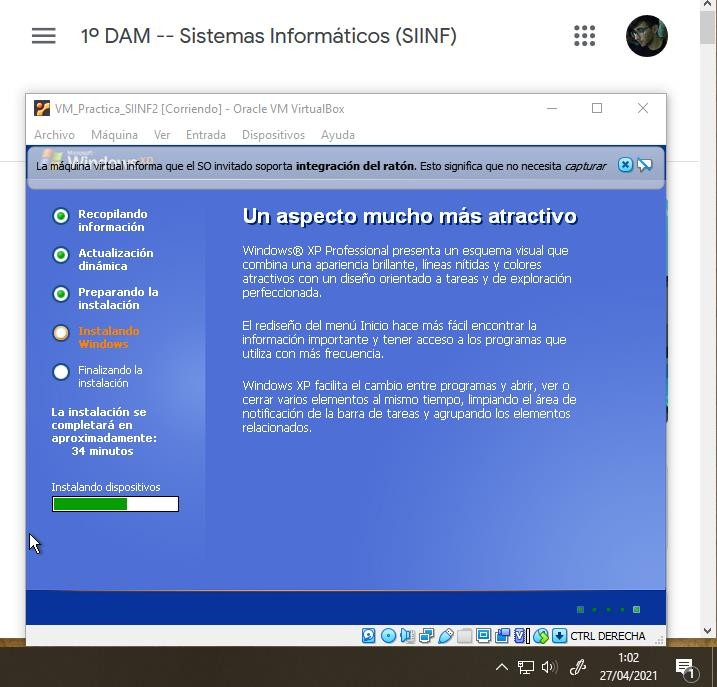 1º DAM -- Sistemas Informáticos (SIINF)
VM_Practica_SIINF2 [Corriendo] - Oracle VM VirtualBox
Archivo Máquina Ver Entrada Dispositivos Ayuda
La máquina virtual informa que el SO invitado soporta integración del ratón. Esto significa que no necesita capturar
Recopilando
información
Actualización
dinámica
Preparando la
instalación
Instalando
Windows
Finalizando la
instalación
La instalación se
completará en
aproximadamente:
34 minutos
Instalando dispositivos
Un aspecto mucho más atractivo
Windows® XP Professional presenta un esquema visual que
combina una apariencia brillante, líneas nítidas y colores
atractivos con un diseño orientado a tareas y de exploración
perfeccionada.
El rediseño del menú Inicio hace más fácil encontrar la
información importante y tener acceso a los programas que
utiliza con más frecuencia.
Windows XP facilita el cambio entre programas y abrir, ver o
cerrar varios elementos al mismo tiempo, limpiando el área de
notificación de la barra de tareas y agrupando los elementos
relacionados.
CTRL DERECHA
1:02
27/04/2021
1